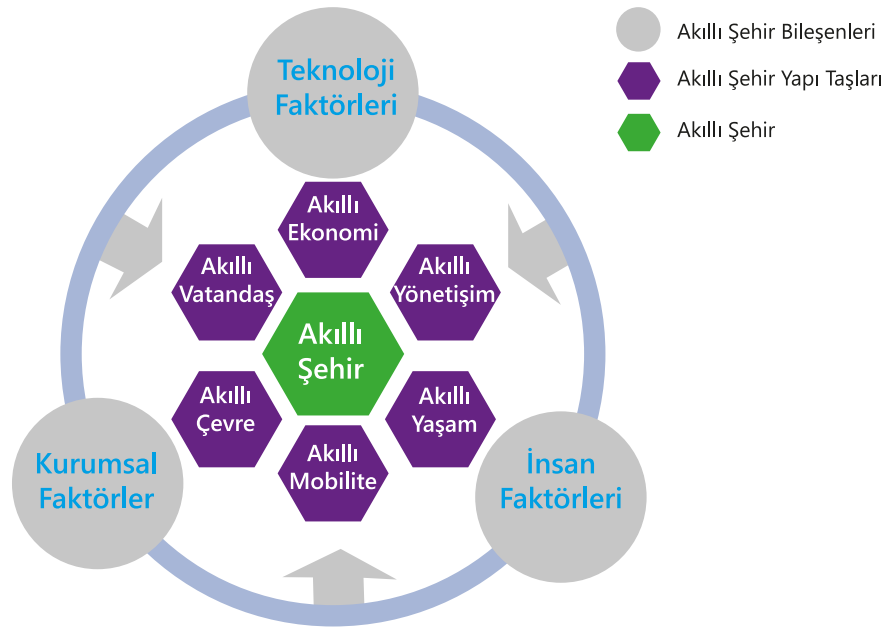 Teknoloji
Faktörleri
Akıllı Şehir Bileşenleri
Akıllı Şehir Yapı Taşları
Akıllı Şehir
Akıllı
Ekonomi
Akıllı
Vatandaş
Akıllı
Yönetişim
Akıllı
Şehir
Akıllı
Çevre
Akıllı
Yaşam
Akıllı
Mobilite
Kurumsal
Faktörler
İnsan
Faktörleri